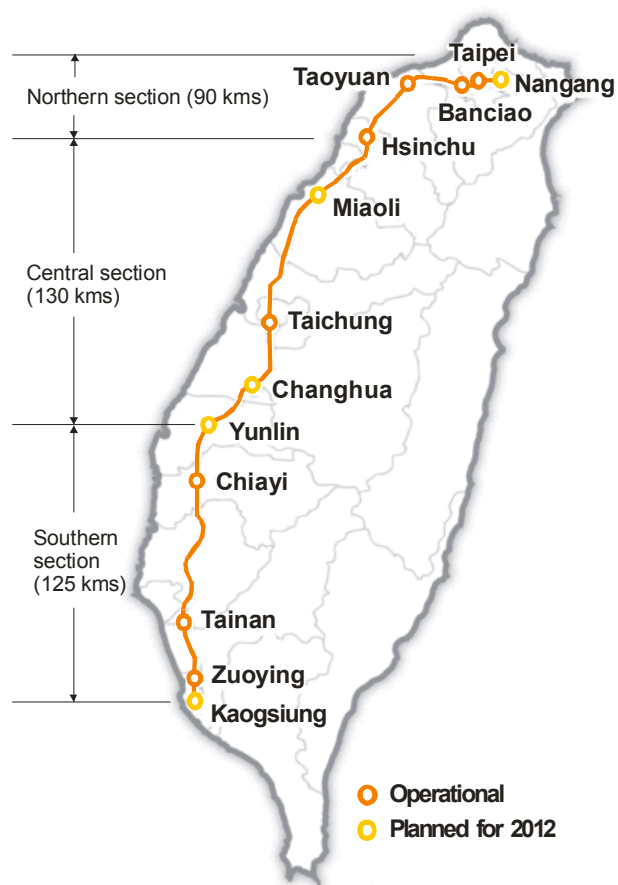 Taipei
Taoyuan
Nangang
Northern section (90 kms)
Banciao
Hsinchu
Miaoli
Central section
(130 kms)
Taichung
Changhua
Yunlin
Chiayi
Southern
section
(125 kms)
Tainan
Zuoying
Kaogsiung
Operational
Planned for 2012